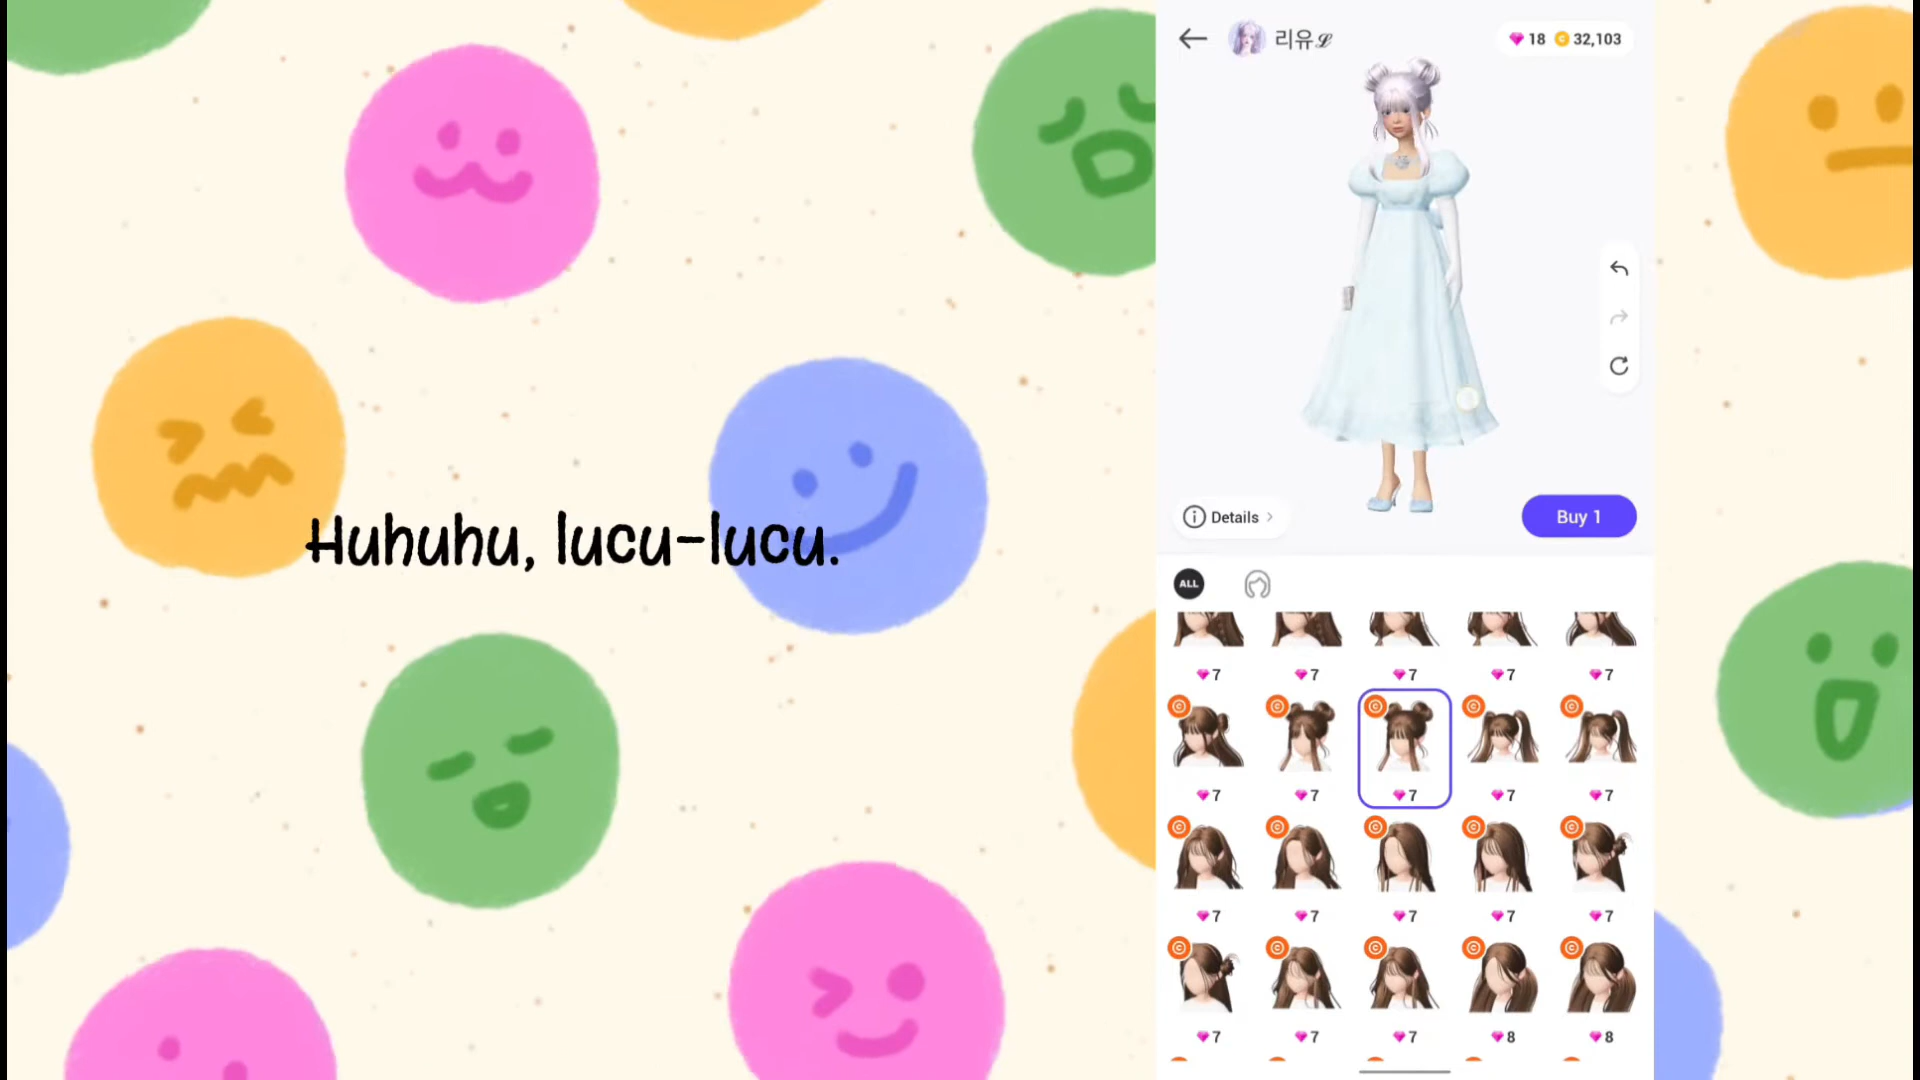 리유ℒ
18
32,103
Huhuhu, lucu-lucu.
Details
Buy 1
ALL
7 7 7 7 7
7 7 7 7 7
7 7 7 7 7
7 7 7 8 8